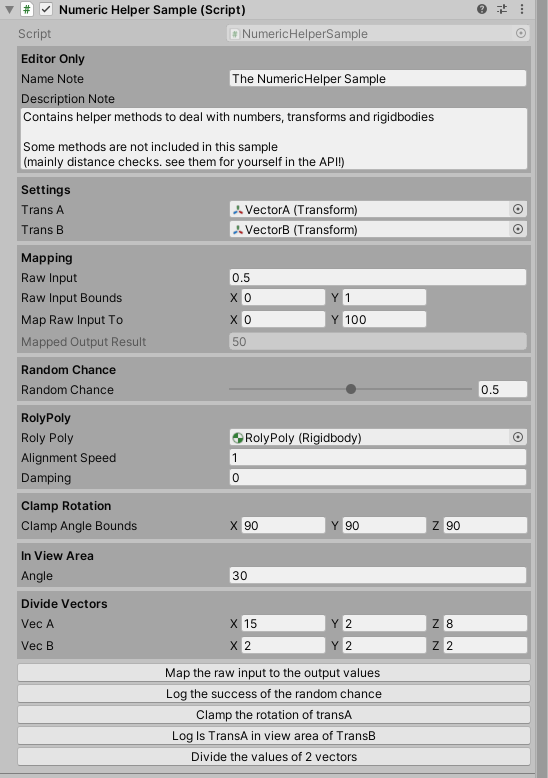 Numeric Helper Sample (Script)
Script NumericHelperSample
Editor Only
Name Note The NumericHelper Sample
Description Note
Contains helper methods to deal with numbers, transforms and rigidbodies
Some methods are not included in this sample
(mainly distance checks. see them for yourself in the API!)
Settings
Trans A VectorA (Transform)
Trans B VectorB (Transform)
Mapping
Raw Input 0.5
Raw Input Bounds X 0 Y 1
Map Raw Input To X 0 Y 100
Mapped Output Result 50
Random Chance
Random Chance 0.5
RolyPoly
Roly Poly RolyPoly (Rigidbody)
Alignment Speed 1
Damping 0
Clamp Rotation
Clamp Angle Bounds X 90 Y 90 Z 90
In View Area
Angle 30
Divide Vectors
Vec A X 15 Y 2 Z 8
Vec B X 2 Y 2 Z 2
Map the raw input to the output values
Log the success of the random chance
Clamp the rotation of transA
Log Is TransA in view area of TransB
Divide the values of 2 vectors